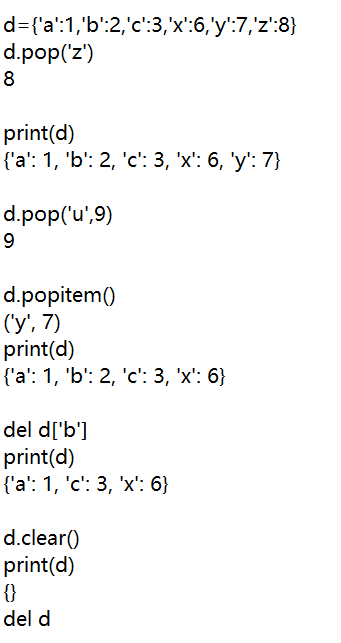 d={'a':1,'b':2,'c':3,'x':6,'y':7,'z':8}
d.pop('z')
8
print(d)
{'a': 1, 'b': 2, 'c': 3, 'x': 6, 'y': 7}
d.pop('u',9)
9
d.popitem()
('y', 7)
print(d)
{'a': 1, 'b': 2, 'c': 3, 'x': 6}
del d['b']
print(d)
{'a': 1, 'c': 3, 'x': 6}
d.clear()
print(d)
{}
del d